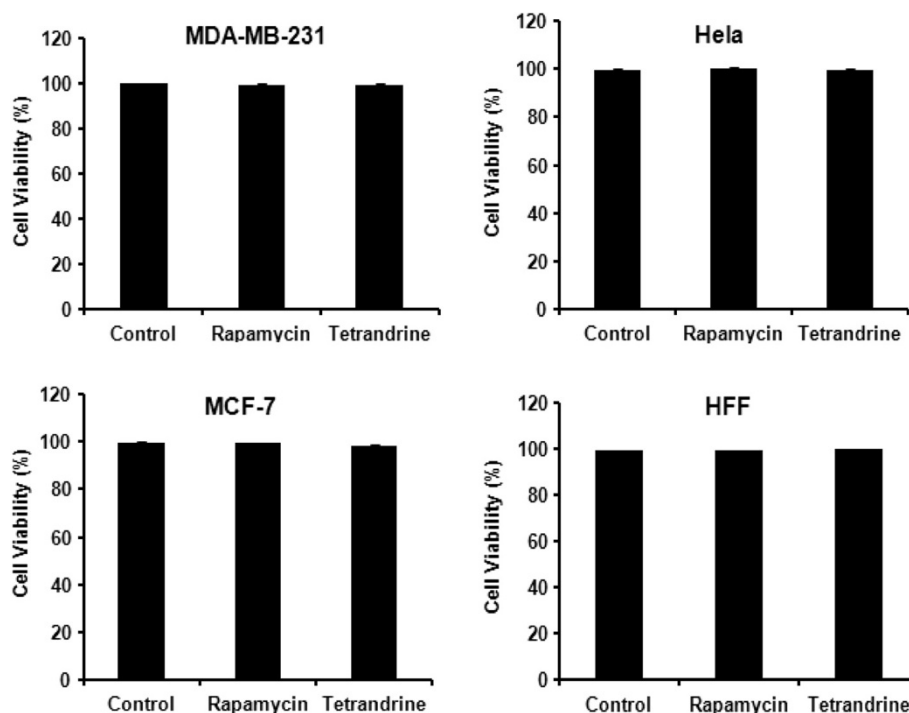 MDA-MB-231
Cell Viability (%)
120
100
80
60
40
20
0
Control Rapamycin Tetrandrine
Hela
Cell Viability (%)
120
100
80
60
40
20
0
Control Rapamycin Tetrandrine
MCF-7
Cell Viability (%)
120
100
80
60
40
20
0
Control Rapamycin Tetrandrine
HFF
Cell Viability (%)
120
100
80
60
40
20
0
Control Rapamycin Tetrandrine